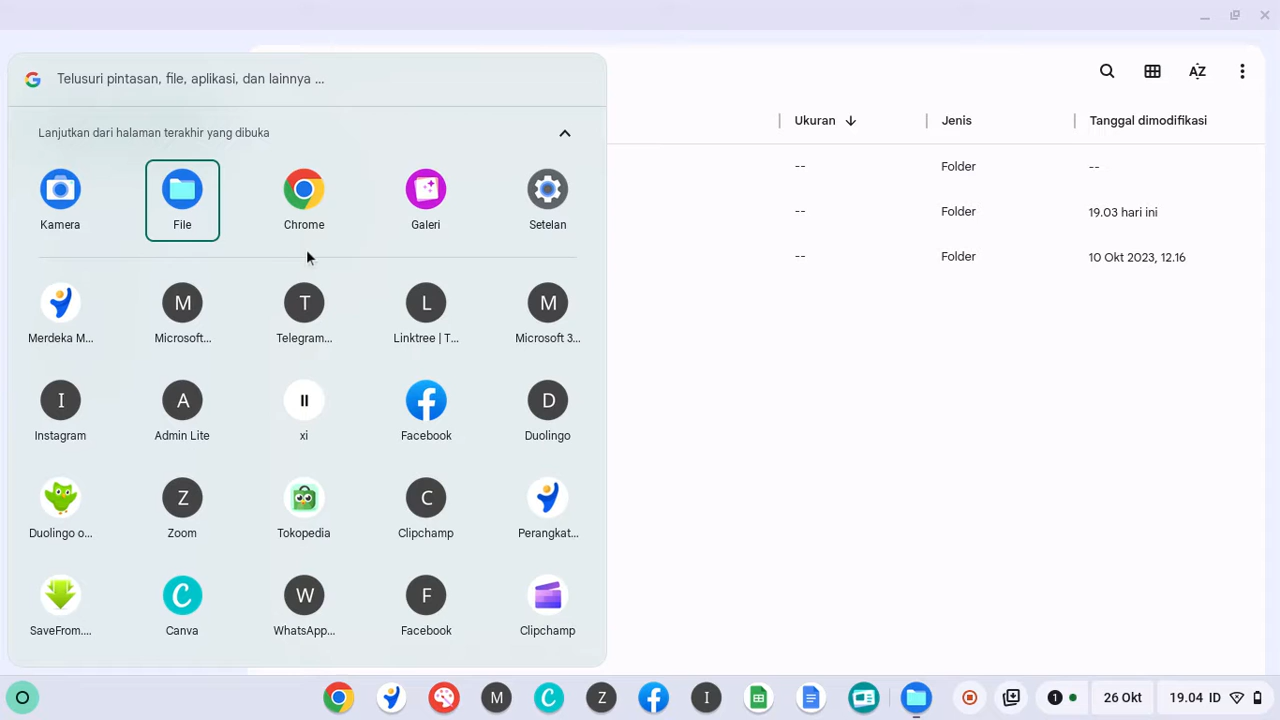 Telusuri pintasan, file, aplikasi, dan lainnya ...
Lanjutkan dari halaman terakhir yang dibuka
Kamera
File
Chrome
Galeri
Setelan
Merdeka M...
M
Microsoft...
T
Telegram...
L
Linktree | T...
M
Microsoft 3...
I
Instagram
A
Admin Lite
xi
Facebook
D
Duolingo
Duolingo o...
Z
Zoom
Tokopedia
C
Clipchamp
Perangkat...
SaveFrom....
C
Canva
W
WhatsApp...
F
Facebook
Clipchamp
AZ
Ukuran
Jenis
Tanggal dimodifikasi
--
Folder
--
--
Folder
19.03 hari ini
--
Folder
10 Okt 2023, 12.16
M
C
Z
I
1
26 Okt
19.04 ID